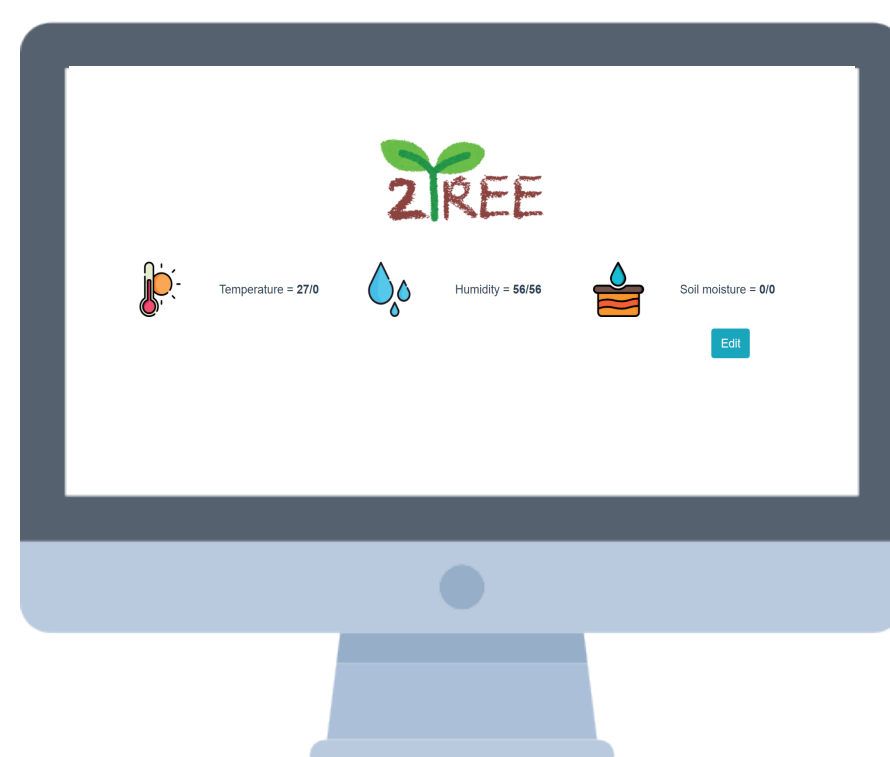 2TREE
Temperature = 27/0
Humidity = 56/56
Soil moisture = 0/0
Edit